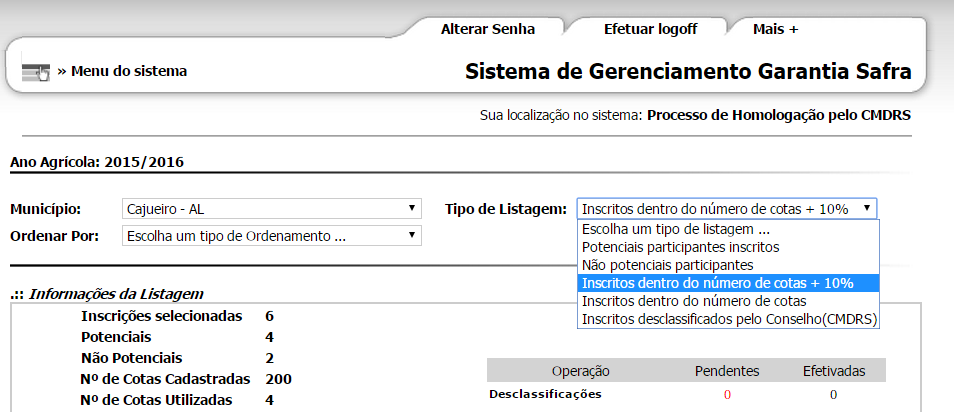 Alterar Senha Efetuar logoff Mais +
» Menu do sistema Sistema de Gerenciamento Garantia Safra
Sua localização no sistema: Processo de Homologação pelo CMDRS
Ano Agrícola: 2015/2016
Município: Cajueiro - AL Tipo de Listagem: Inscritos dentro do número de cotas + 10%
Ordenar Por: Escolha um tipo de Ordenamento ...
Escolha um tipo de listagem ...
Potenciais participantes inscritos
Não potenciais participantes
Inscritos dentro do número de cotas + 10%
Inscritos dentro do número de cotas
Inscritos desclassificados pelo Conselho(CMDRS)
.:: Informações da Listagem
Inscrições selecionadas 6
Potenciais 4
Não Potenciais 2
Nº de Cotas Cadastradas 200
Nº de Cotas Utilizadas 4
Operação Pendentes Efetivadas
Desclassificações 0 0